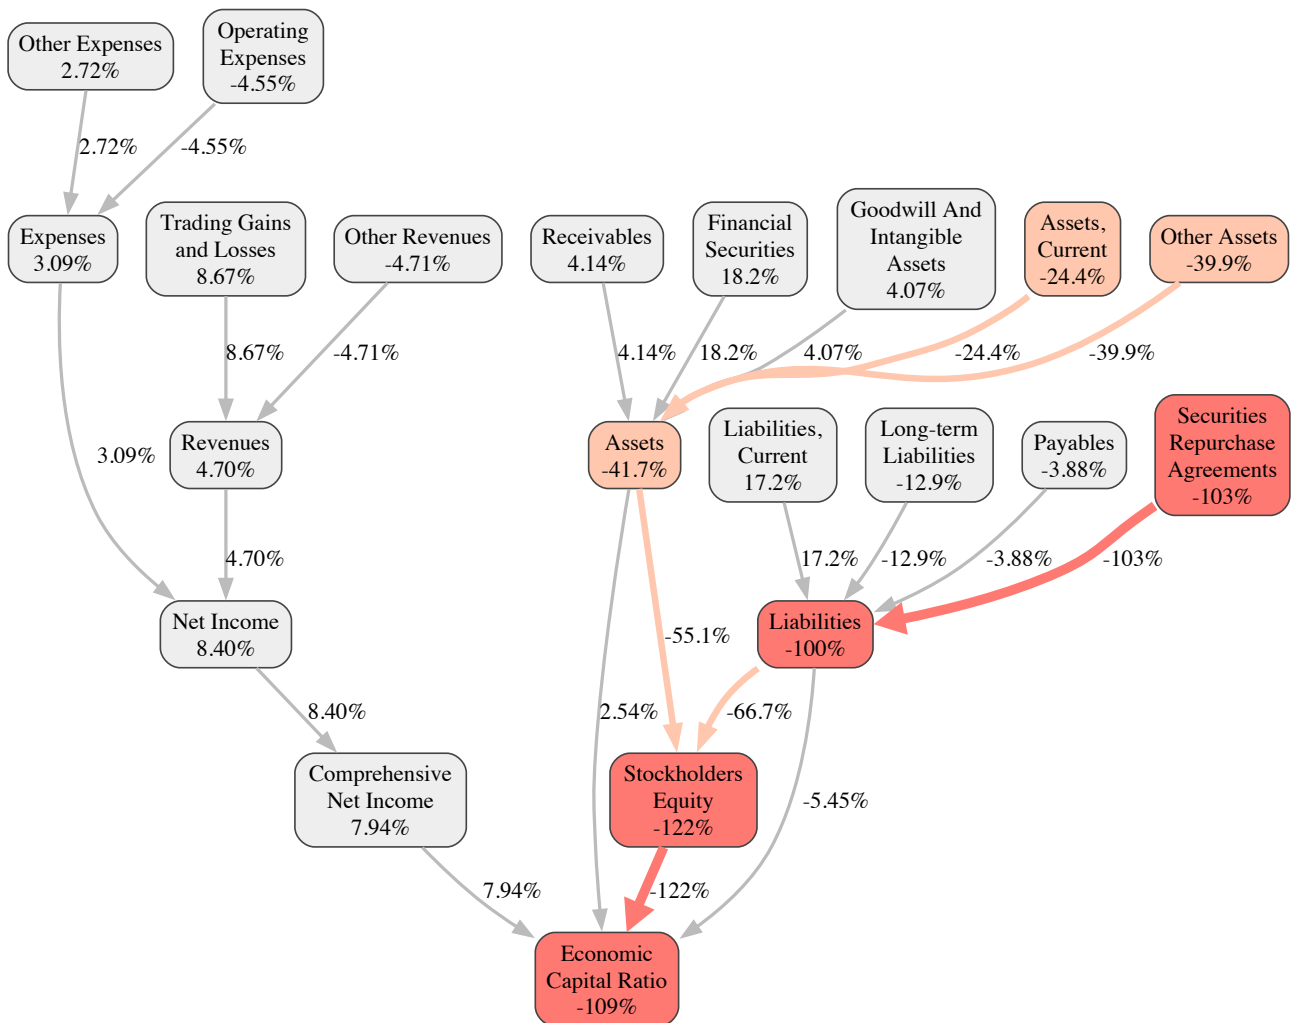 Other Expenses
2.72%
Operating
Expenses
-4.55%
2.72%
-4.55%
Expenses
3.09%
Trading Gains
and Losses
8.67%
Other Revenues
-4.71%
Receivables
4.14%
Financial
Securities
18.2%
Goodwill And
Intangible
Assets
4.07%
Assets,
Current
-24.4%
Other Assets
-39.9%
8.67%
-4.71%
4.14%
18.2%
4.07%
-24.4%
-39.9%
3.09%
Revenues
4.70%
Assets
-41.7%
Liabilities,
Current
17.2%
Long-term
Liabilities
-12.9%
Payables
-3.88%
Securities
Repurchase
Agreements
-103%
4.70%
17.2%
-12.9%
-3.88%
-103%
Net Income
8.40%
-55.1%
Liabilities
-100%
8.40%
2.54%
-66.7%
Comprehensive
Net Income
7.94%
Stockholders
Equity
-122%
-5.45%
7.94%
-122%
Economic
Capital Ratio
-109%